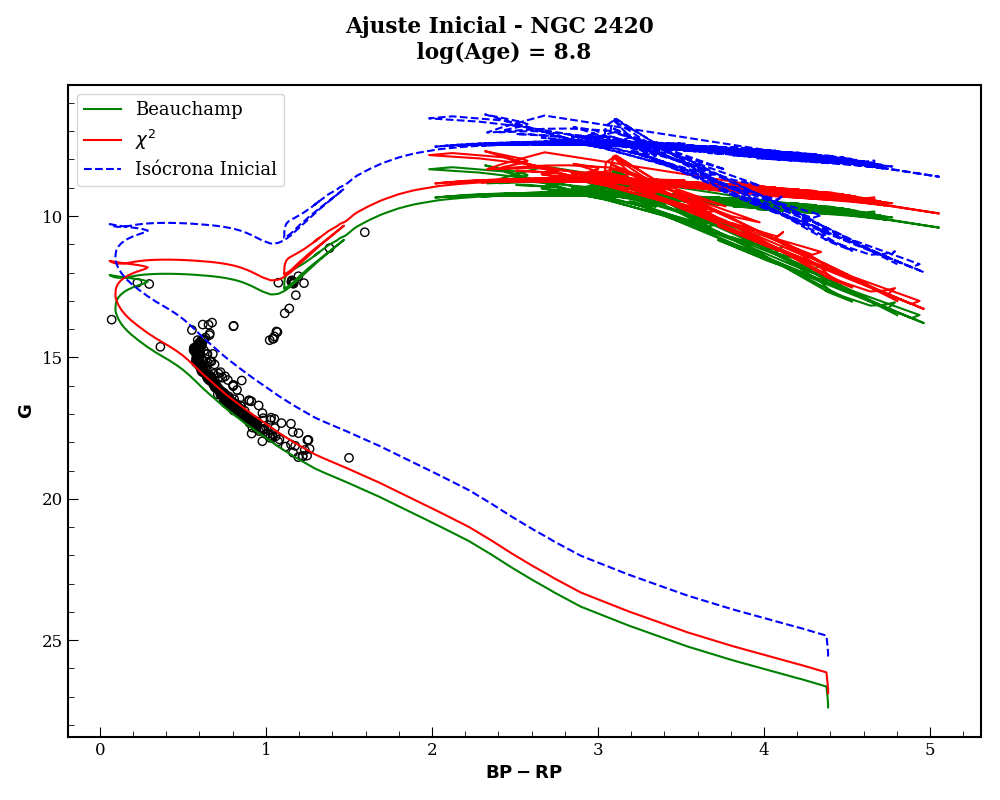 Ajuste Inicial - NGC 2420
log(Age) = 8.8
Beauchamp
χ²
Isócrona Inicial
10
15
20
25
G
0 1 2 3 4 5
BP − RP